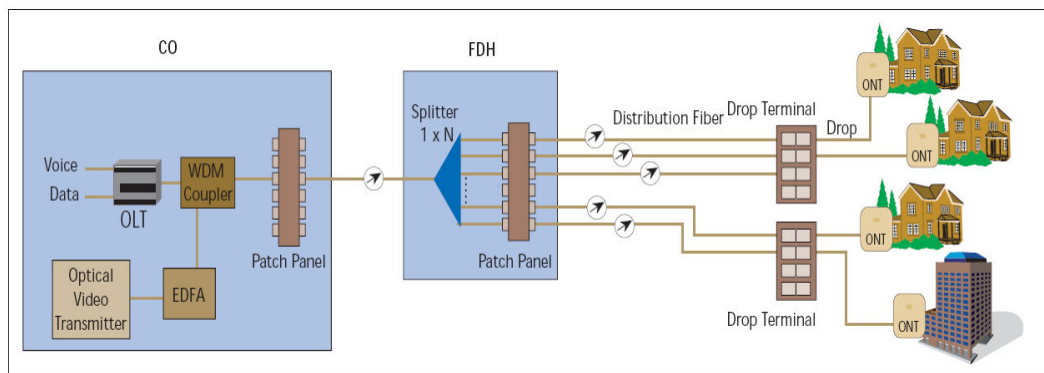 CO
FDH
Voice
Data
OLT
WDM
Coupler
Patch Panel
Optical
Video
Transmitter
EDFA
Splitter
1 x N
Patch Panel
Distribution Fiber
Drop Terminal
Drop
Drop Terminal
ONT
ONT
ONT
ONT